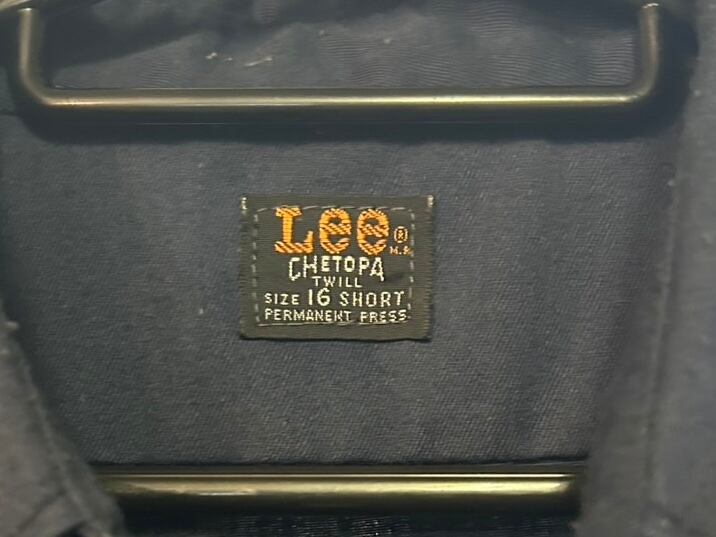 Lee®
M.R.
CHETOPA
TWILL
SIZE 16 SHORT
PERMANENT PRESS